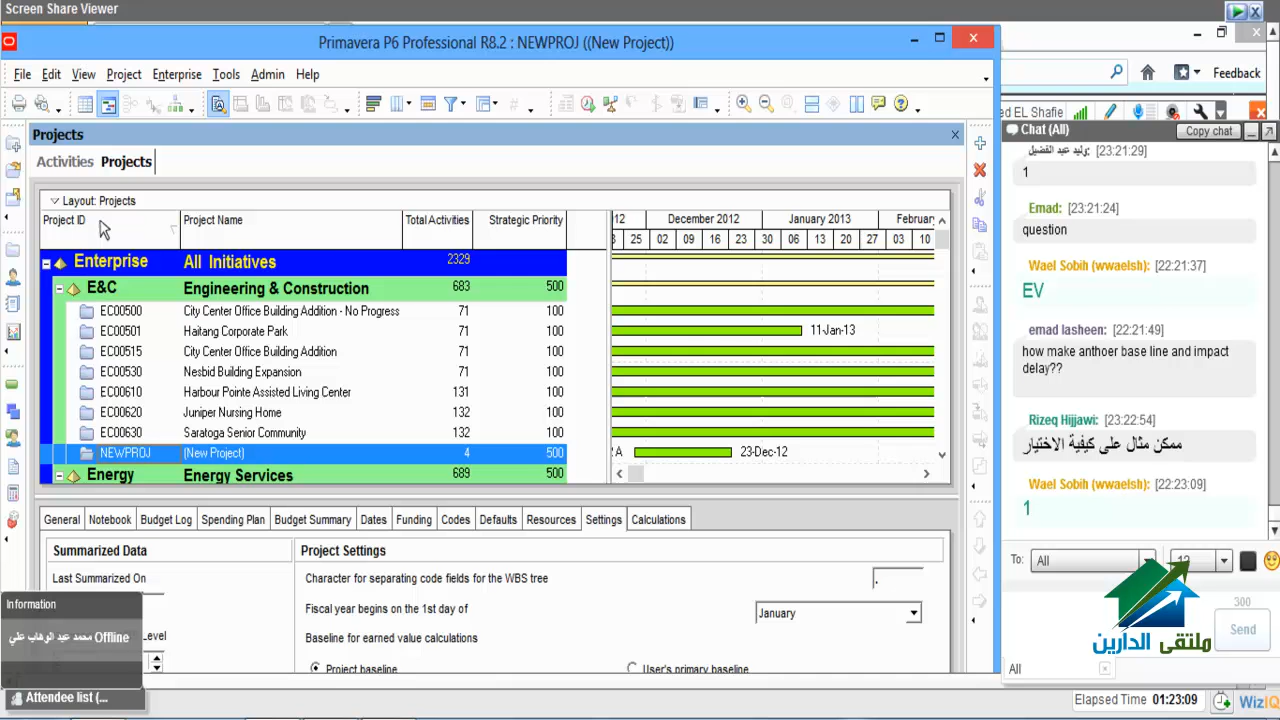 Screen Share Viewer
Primavera P6 Professional R8.2 : NEWPROJ ((New Project))
File Edit View Project Enterprise Tools Admin Help
Feedback
Projects
Activities Projects
Layout: Projects
Project ID Project Name Total Activities Strategic Priority
12 December 2012 January 2013 February
25 02 09 16 23 30 06 13 20 27 03 10
Enterprise All Initiatives 2329
E&C Engineering & Construction 683 500
EC00500 City Center Office Building Addition - No Progress 71 100
EC00501 Haitang Corporate Park 71 100 11-Jan-13
EC00515 City Center Office Building Addition 71 100
EC00530 Nesbid Building Expansion 71 100
EC00610 Harbour Pointe Assisted Living Center 131 100
EC00620 Juniper Nursing Home 132 100
EC00630 Saratoga Senior Community 132 100
NEWPROJ (New Project) 4 500 A 23-Dec-12
Energy Energy Services 689 500
General Notebook Budget Log Spending Plan Budget Summary Dates Funding Codes Defaults Resources Settings Calculations
Summarized Data
Last Summarized On
Level
Project Settings
Character for separating code fields for the WBS tree .
Fiscal year begins on the 1st day of January
Baseline for earned value calculations
Project baseline User's primary baseline
Information
محمد عبد الوهاب علي Offline
Attendee list (...
ed EL Shafie
Chat (All) Copy chat
وليد عبد الفضيل: [23:21:29]
1
Emad: [23:21:24]
question
Wael Sobih (wwaelsh): [22:21:37]
EV
emad lasheen: [22:21:49]
how make anthoer base line and impact
delay??
Rizeq Hijjawi: [23:22:54]
ممكن مثال على كيفية الاختيار
Wael Sobih (wwaelsh): [22:23:09]
1
To: All 12
300
Send
ملتقى الدارين
All
Elapsed Time 01:23:09
WizIQ